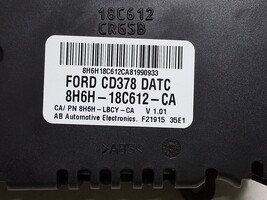 18C612
CRGSB
8H6H18C612CA81990933
FORD CD378 DATC
8H6H-18C612-CA
CA/ PN 8H6H-LBCY-CA V 1.01
AB Automotive Electronics. F21915 35E1
>ABS<